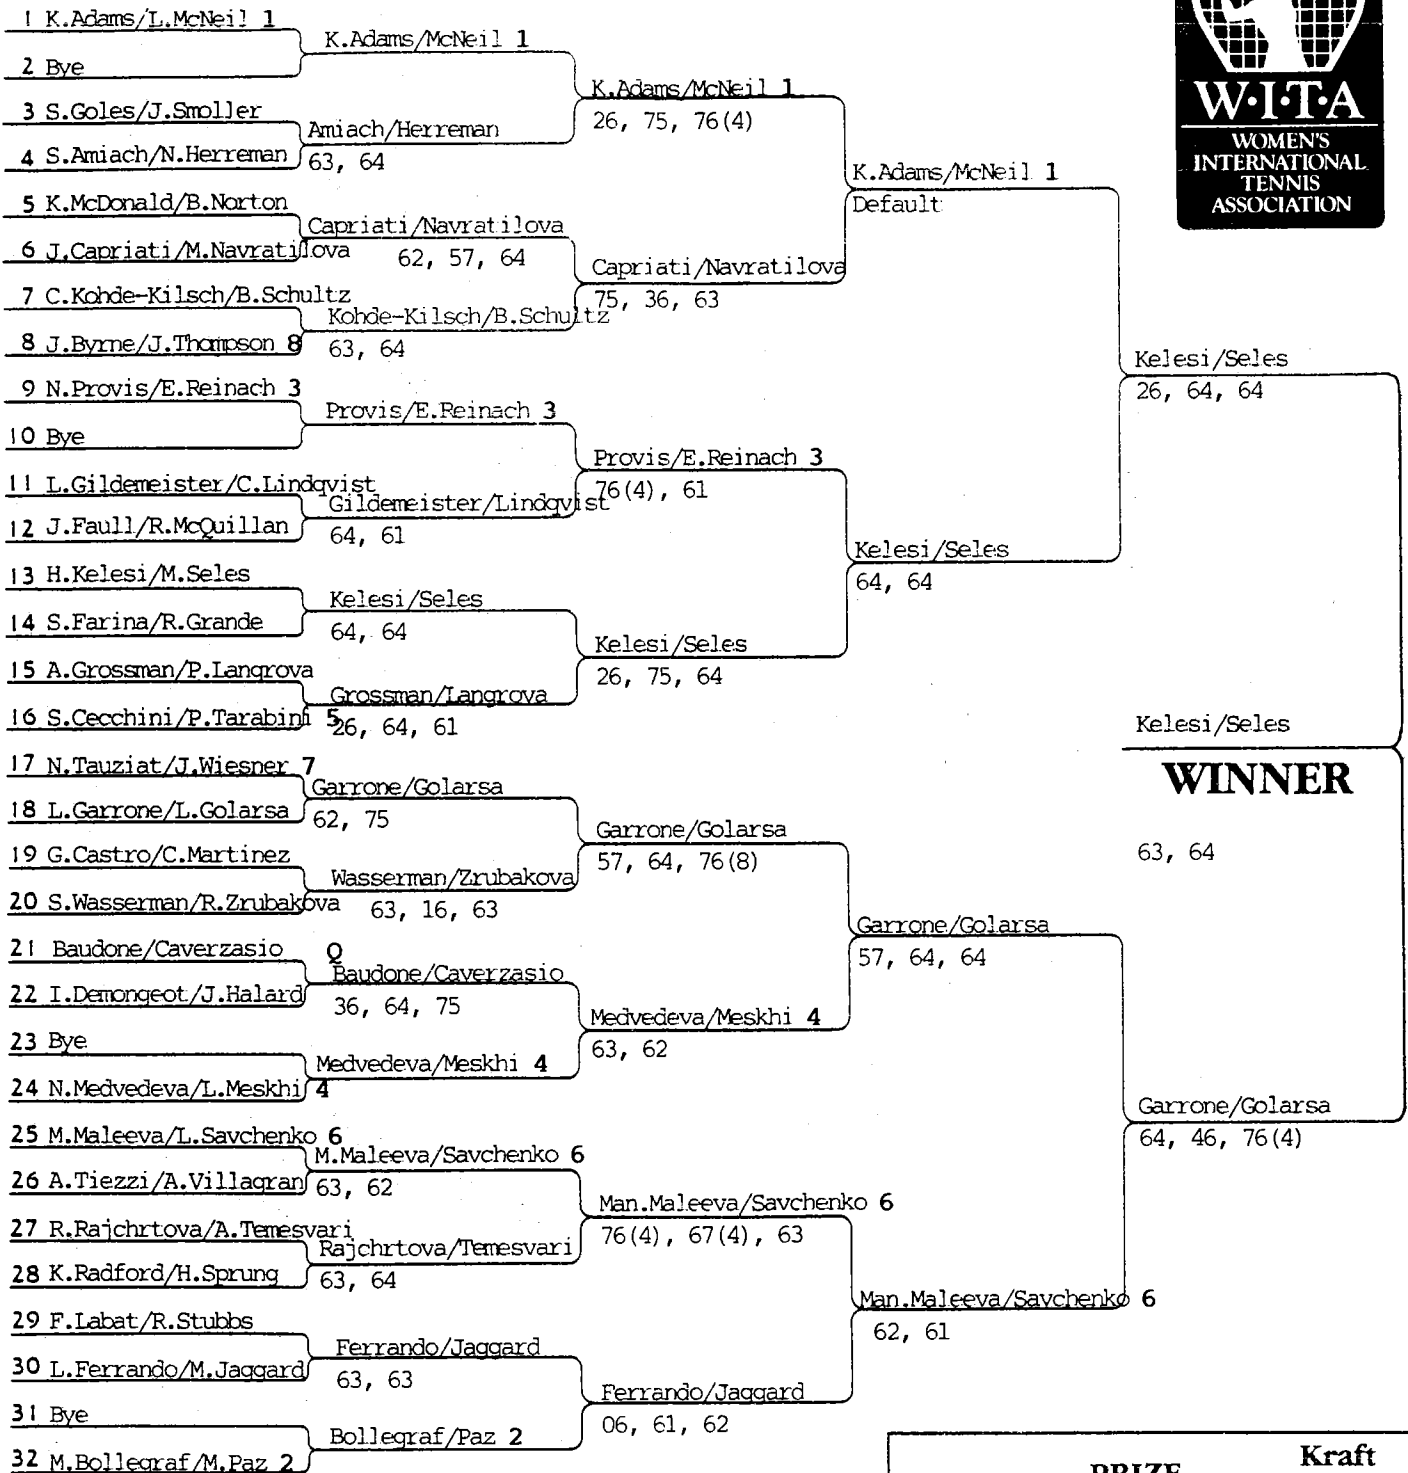 1 K.Adams/L.McNeil 1
2 Bye
3 S.Goles/J.Smoller
4 S.Amiach/N.Herreman
5 K.McDonald/B.Norton
6 J.Capriati/M.Navratilova
7 C.Kohde-Kilsch/B.Schultz
8 J.Byrne/J.Thompson 8
9 N.Provis/E.Reinach 3
10 Bye
11 L.Gildemeister/C.Lindqvist
12 J.Faull/R.McQuillan
13 H.Kelesi/M.Seles
14 S.Farina/R.Grande
15 A.Grossman/P.Langrova
16 S.Cecchini/P.Tarabini 5
17 N.Tauziat/J.Wiesner 7
18 L.Garrone/L.Golarsa
19 G.Castro/C.Martinez
20 S.Wasserman/R.Zrubakova
21 Baudone/Caverzasio Q
22 I.Demongeot/J.Halard
23 Bye
24 N.Medvedeva/L.Meskhi 4
25 M.Maleeva/L.Savchenko 6
26 A.Tiezzi/A.Villagran
27 R.Rajchrtova/A.Temesvari
28 K.Radford/H.Sprung
29 F.Labat/R.Stubbs
30 L.Ferrando/M.Jaggard
31 Bye
32 M.Bollegraf/M.Paz 2
K.Adams/McNeil 1
Amiach/Herreman
63, 64
Capriati/Navratilova
62, 57, 64
Kohde-Kilsch/B.Schultz
63, 64
Provis/E.Reinach 3
Gildemeister/Lindqvist
64, 61
Kelesi/Seles
64, 64
Grossman/Langrova
26, 64, 61
Garrone/Golarsa
62, 75
Wasserman/Zrubakova
63, 16, 63
Baudone/Caverzasio
36, 64, 75
Medvedeva/Meskhi 4
M.Maleeva/Savchenko 6
63, 62
Rajchrtova/Temesvari
63, 64
Ferrando/Jaggard
63, 63
Bollegraf/Paz 2
K.Adams/McNeil 1
26, 75, 76(4)
Capriati/Navratilova
75, 36, 63
Provis/E.Reinach 3
76(4), 61
Kelesi/Seles
26, 75, 64
Garrone/Golarsa
57, 64, 76(8)
Medvedeva/Meskhi 4
63, 62
Man.Maleeva/Savchenko 6
76(4), 67(4), 63
Ferrando/Jaggard
06, 61, 62
K.Adams/McNeil 1
Default
Kelesi/Seles
64, 64
Garrone/Golarsa
57, 64, 64
Man.Maleeva/Savchenko 6
62, 61
Kelesi/Seles
26, 64, 64
Garrone/Golarsa
64, 46, 76(4)
Kelesi/Seles
WINNER
63, 64
W·I·T·A
WOMEN'S
INTERNATIONAL
TENNIS
ASSOCIATION
Kraft
PRIZE